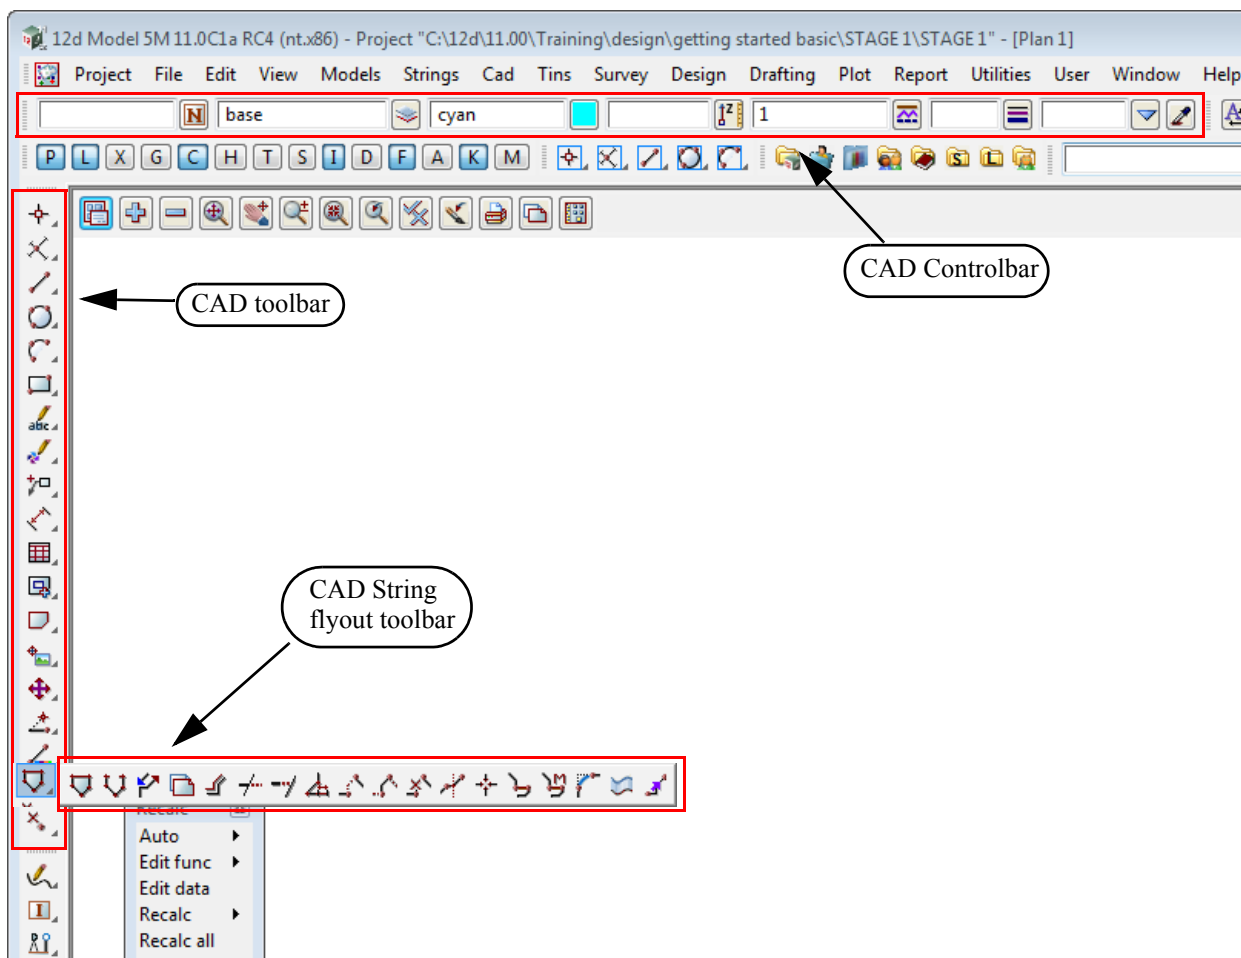 12d Model 5M 11.0C1a RC4 (nt.x86) - Project "C:\12d\11.00\Training\design\getting started basic\STAGE 1\STAGE 1" - [Plan 1]
Project File Edit View Models Strings Cad Tins Survey Design Drafting Plot Report Utilities User Window Help
N base cyan 1
P L X G C H T S I D F A K M S L
CAD Controlbar
CAD toolbar
abc
CAD String
flyout toolbar
M
Recalc
Auto
Edit func
Edit data
Recalc
Recalc all